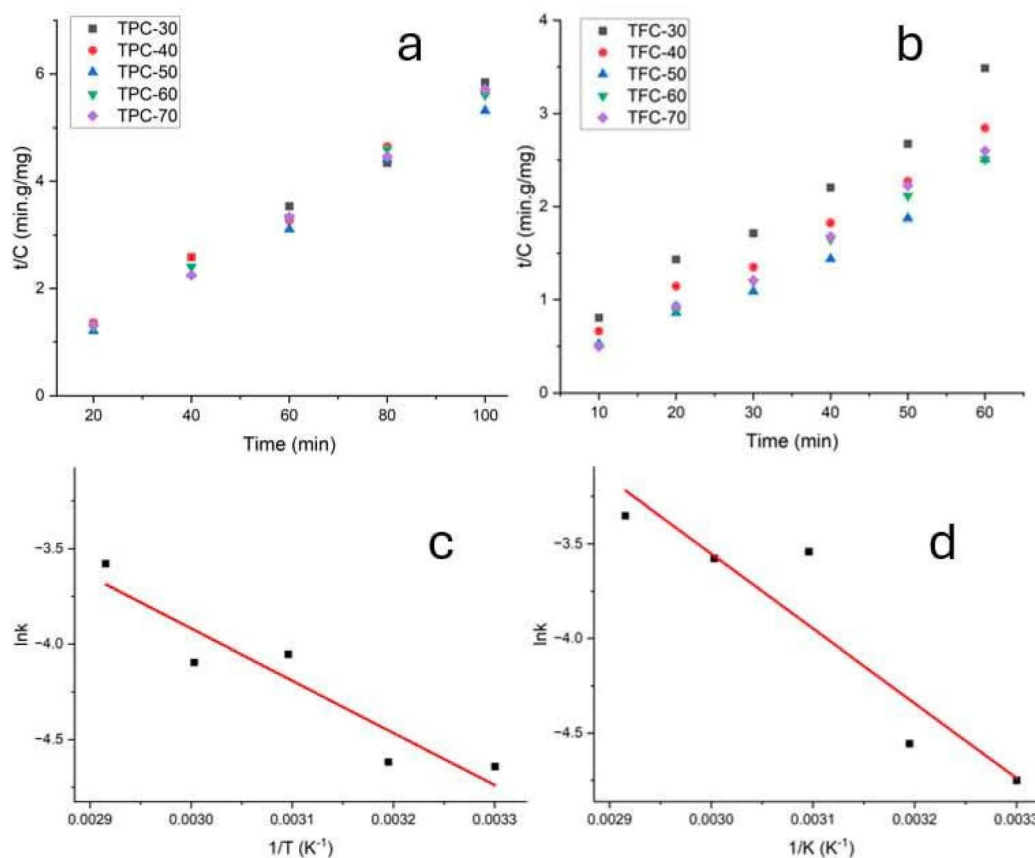 a
TPC-30
TPC-40
TPC-50
TPC-60
TPC-70
6
4
2
0
t/C (min.g/mg)
20 40 60 80 100
Time (min)
b
TFC-30
TFC-40
TFC-50
TFC-60
TFC-70
4
3
2
1
0
t/C (min.g/mg)
10 20 30 40 50 60
Time (min)
c
−3.5
−4.0
−4.5
lnk
0.0029 0.0030 0.0031 0.0032 0.0033
1/T (K⁻¹)
d
−3.5
−4.0
−4.5
lnk
0.0029 0.0030 0.0031 0.0032 0.0033
1/K (K⁻¹)